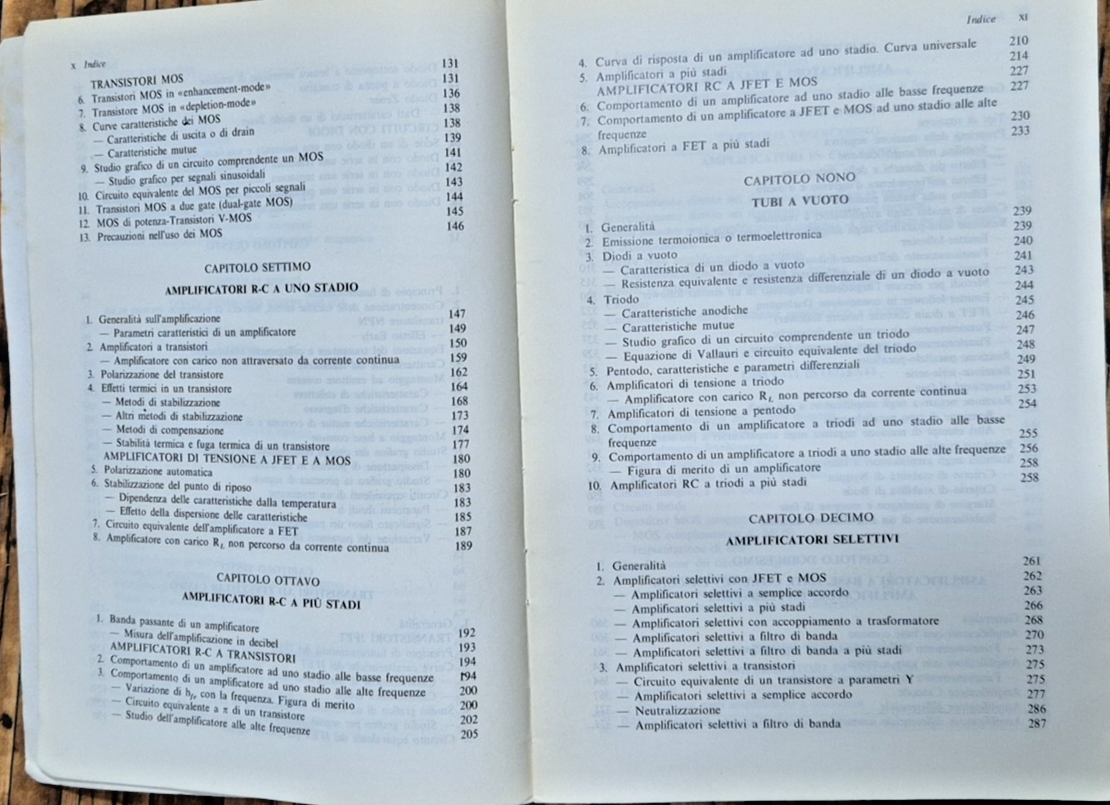 x Indice
TRANSISTORI MOS 131
6. Transistori MOS in «enhancement-mode» 131
7. Transistore MOS in «depletion-mode» 136
8. Curve caratteristiche dei MOS 138
— Caratteristiche di uscita o di drain 138
— Caratteristiche mutue 139
9. Studio grafico di un circuito comprendente un MOS 141
— Studio grafico per segnali sinusoidali 142
10. Circuito equivalente del MOS per piccoli segnali 143
11. Transistori MOS a due gate (dual-gate MOS) 144
12. MOS di potenza-Transistori V-MOS 145
13. Precauzioni nell'uso dei MOS 146
CAPITOLO SETTIMO
AMPLIFICATORI R-C A UNO STADIO
1. Generalità sull'amplificazione 147
— Parametri caratteristici di un amplificatore 149
2. Amplificatori a transistori 150
— Amplificatore con carico non attraversato da corrente continua 159
3. Polarizzazione del transistore 162
4. Effetti termici in un transistore 164
— Metodi di stabilizzazione 168
— Altri metodi di stabilizzazione 173
— Metodi di compensazione 174
— Stabilità termica e fuga termica di un transistore 177
AMPLIFICATORI DI TENSIONE A JFET E A MOS 180
5. Polarizzazione automatica 180
6. Stabilizzazione del punto di riposo 183
— Dipendenza delle caratteristiche dalla temperatura 183
— Effetto della dispersione delle caratteristiche 185
7. Circuito equivalente dell'amplificatore a FET 187
8. Amplificatore con carico R_L non percorso da corrente continua 189
CAPITOLO OTTAVO
AMPLIFICATORI R-C A PIÙ STADI
1. Banda passante di un amplificatore 192
— Misura dell'amplificazione in decibel 193
AMPLIFICATORI R-C A TRANSISTORI 194
2. Comportamento di un amplificatore ad uno stadio alle basse frequenze 194
3. Comportamento di un amplificatore ad uno stadio alle alte frequenze 200
— Variazione di h_fe con la frequenza. Figura di merito 200
— Circuito equivalente a π di un transistore 202
— Studio dell'amplificatore alle alte frequenze 205
Indice XI
4. Curva di risposta di un amplificatore ad uno stadio. Curva universale 210
5. Amplificatori a più stadi 214
AMPLIFICATORI RC A JFET E MOS 227
6. Comportamento di un amplificatore ad uno stadio alle basse frequenze 227
7. Comportamento di un amplificatore a JFET e MOS ad uno stadio alle alte
frequenze 230
8. Amplificatori a FET a più stadi 233
CAPITOLO NONO
TUBI A VUOTO
1. Generalità 239
2. Emissione termoionica o termoelettronica 239
3. Diodi a vuoto 240
— Caratteristica di un diodo a vuoto 241
— Resistenza equivalente e resistenza differenziale di un diodo a vuoto 243
4. Triodo 244
— Caratteristiche anodiche 245
— Caratteristiche mutue 246
— Studio grafico di un circuito comprendente un triodo 247
— Equazione di Vallauri e circuito equivalente del triodo 248
5. Pentodo, caratteristiche e parametri differenziali 249
6. Amplificatori di tensione a triodo 251
— Amplificatore con carico R_L non percorso da corrente continua 253
7. Amplificatori di tensione a pentodo 254
8. Comportamento di un amplificatore a triodi ad uno stadio alle basse
frequenze 255
9. Comportamento di un amplificatore a triodi a uno stadio alle alte frequenze 256
— Figura di merito di un amplificatore 258
10. Amplificatori RC a triodi a più stadi 258
CAPITOLO DECIMO
AMPLIFICATORI SELETTIVI
1. Generalità 261
2. Amplificatori selettivi con JFET e MOS 262
— Amplificatori selettivi a semplice accordo 263
— Amplificatori selettivi a più stadi 266
— Amplificatori selettivi con accoppiamento a trasformatore 268
— Amplificatori selettivi a filtro di banda 270
— Amplificatori selettivi a filtro di banda a più stadi 273
3. Amplificatori selettivi a transistori 275
— Circuito equivalente di un transistore a parametri Y 275
— Amplificatori selettivi a semplice accordo 277
— Neutralizzazione 286
— Amplificatori selettivi a filtro di banda 287